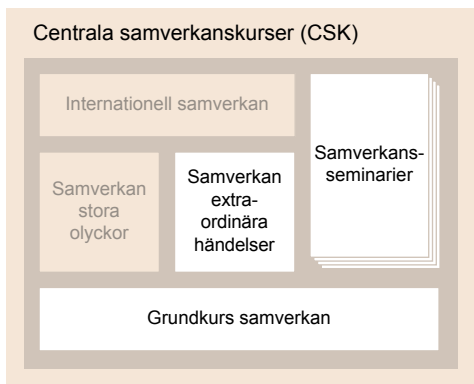 Centrala samverkanskurser (CSK)
Internationell samverkan
Samverkans-
seminarier
Samverkan
stora
olyckor
Samverkan
extra-
ordinära
händelser
Grundkurs samverkan